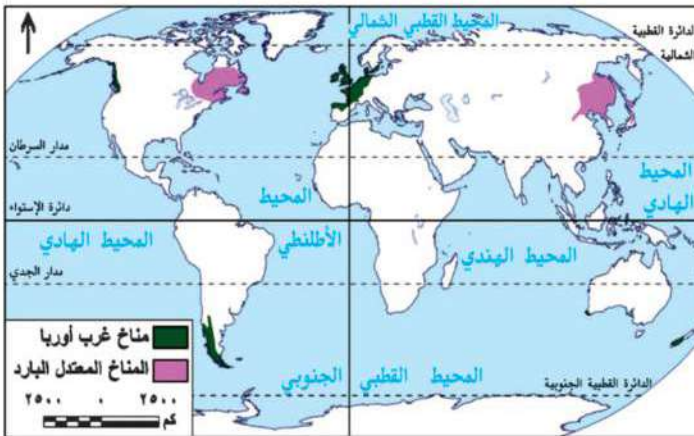 المحيط القطبي الشمالي
الدائرة القطبية
الشمالية
مدار السرطان
المحيط
الهادي
المحيط
دائرة الإستواء
الأطلنطي
المحيط الهادي
المحيط الهندي
مدار الجدي
مناخ غرب أوربا
المناخ المعتدل البارد
٢٥٠٠ ٠ ٢٥٠٠
كم
المحيط القطبي الجنوبي
الدائرة القطبية الجنوبية